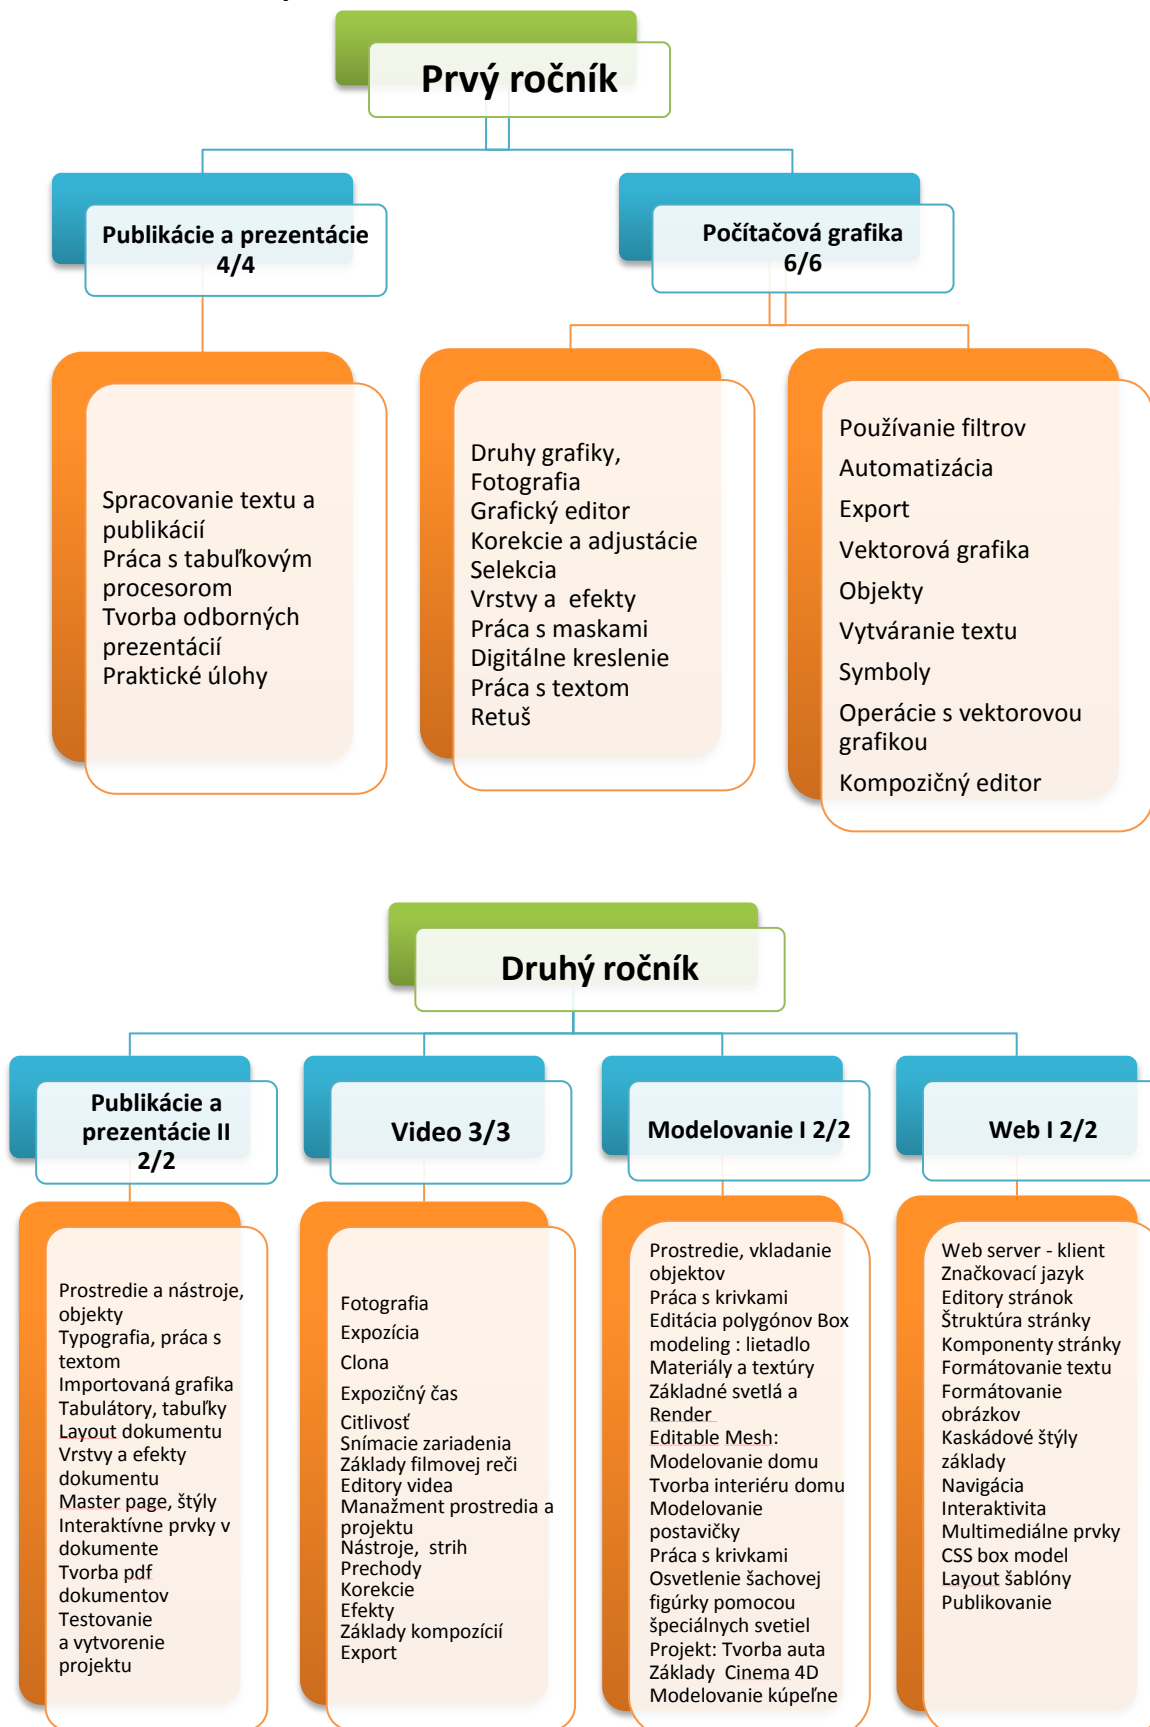 Prvý ročník
Publikácie a prezentácie
4/4
Počítačová grafika
6/6
Spracovanie textu a
publikácií
Práca s tabuľkovým
procesorom
Tvorba odborných
prezentácií
Praktické úlohy
Druhy grafiky,
Fotografia
Grafický editor
Korekcie a adjustácie
Selekcia
Vrstvy a  efekty
Práca s maskami
Digitálne kreslenie
Práca s textom
Retuš
Používanie filtrov
Automatizácia
Export
Vektorová grafika
Objekty
Vytváranie textu
Symboly
Operácie s vektorovou
grafikou
Kompozičný editor
Druhý ročník
Publikácie a
prezentácie II
2/2
Video 3/3
Modelovanie I 2/2
Web I 2/2
Prostredie a nástroje,
objekty
Typografia, práca s
textom
Importovaná grafika
Tabulátory, tabuľky
Layout dokumentu
Vrstvy a efekty
dokumentu
Master page, štýly
Interaktívne prvky v
dokumente
Tvorba pdf
dokumentov
Testovanie
a vytvorenie
projektu
Fotografia
Expozícia
Clona
Expozičný čas
Citlivosť
Snímacie zariadenia
Základy filmovej reči
Editory videa
Manažment prostredia a
projektu
Nástroje,  strih
Prechody
Korekcie
Efekty
Základy kompozícií
Export
Prostredie, vkladanie
objektov
Práca s krivkami
Editácia polygónov Box
modeling : lietadlo
Materiály a textúry
Základné svetlá a
Render
Editable Mesh:
Modelovanie domu
Tvorba interiéru domu
Modelovanie
postavičky
Práca s krivkami
Osvetlenie šachovej
figúrky pomocou
špeciálnych svetiel
Projekt: Tvorba auta
Základy  Cinema 4D
Modelovanie kúpeľne
Web server - klient
Značkovací jazyk
Editory stránok
Štruktúra stránky
Komponenty stránky
Formátovanie textu
Formátovanie
obrázkov
Kaskádové štýly
základy
Navigácia
Interaktivita
Multimediálne prvky
CSS box model
Layout šablóny
Publikovanie